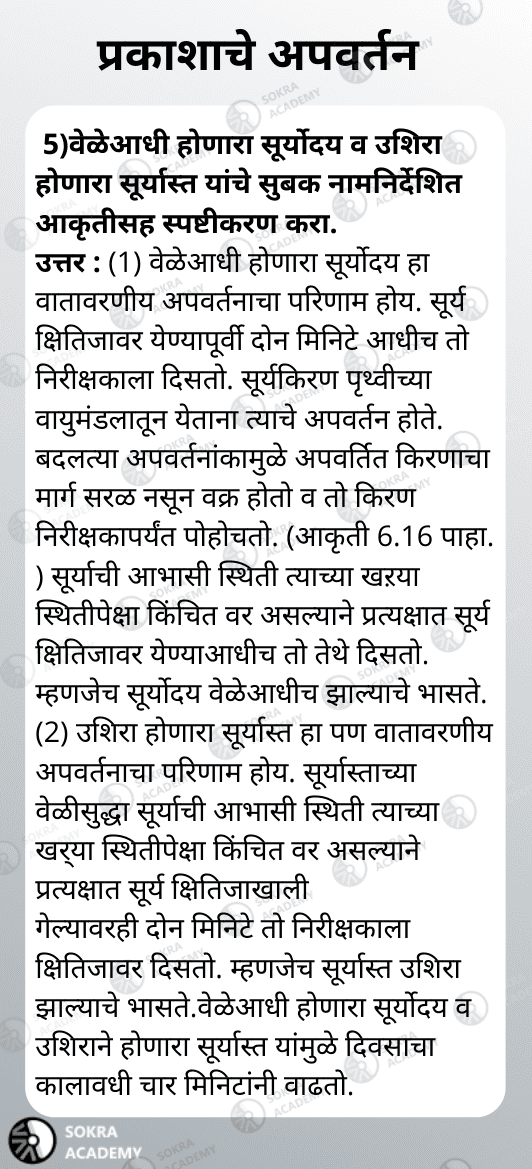 प्रकाशाचे अपवर्तन
5)वेळेआधी होणारा सूर्योदय व उशिरा
होणारा सूर्यास्त यांचे सुबक नामनिर्देशित
आकृतीसह स्पष्टीकरण करा.
उत्तर : (1) वेळेआधी होणारा सूर्योदय हा
वातावरणीय अपवर्तनाचा परिणाम होय. सूर्य
क्षितिजावर येण्यापूर्वी दोन मिनिटे आधीच तो
निरीक्षकाला दिसतो. सूर्यकिरण पृथ्वीच्या
वायुमंडलातून येताना त्याचे अपवर्तन होते.
बदलत्या अपवर्तनांकामुळे अपवर्तित किरणाचा
मार्ग सरळ नसून वक्र होतो व तो किरण
निरीक्षकापर्यंत पोहोचतो. (आकृती 6.16 पाहा.
) सूर्याची आभासी स्थिती त्याच्या खऱया
स्थितीपेक्षा किंचित वर असल्याने प्रत्यक्षात सूर्य
क्षितिजावर येण्याआधीच तो तेथे दिसतो.
म्हणजेच सूर्योदय वेळेआधीच झाल्याचे भासते.
(2) उशिरा होणारा सूर्यास्त हा पण वातावरणीय
अपवर्तनाचा परिणाम होय. सूर्यास्ताच्या
वेळीसुद्धा सूर्याची आभासी स्थिती त्याच्या
खर्‍या स्थितीपेक्षा किंचित वर असल्याने
प्रत्यक्षात सूर्य क्षितिजाखाली
गेल्यावरही दोन मिनिटे तो निरीक्षकाला
क्षितिजावर दिसतो. म्हणजेच सूर्यास्त उशिरा
झाल्याचे भासते.वेळेआधी होणारा सूर्योदय व
उशिराने होणारा सूर्यास्त यांमुळे दिवसाचा
कालावधी चार मिनिटांनी वाढतो.
SOKRA
ACADEMY